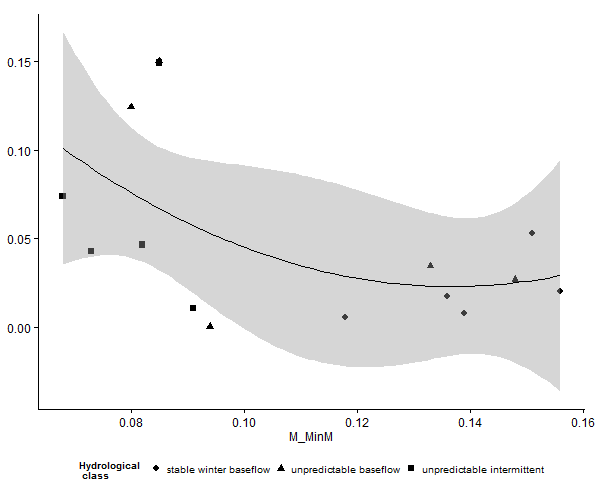 0.15
0.10
0.05
0.00
0.08
0.10
0.12
0.14
0.16
M_MinM
Hydrological
class
stable winter baseflow
unpredictable baseflow
unpredictable intermittent